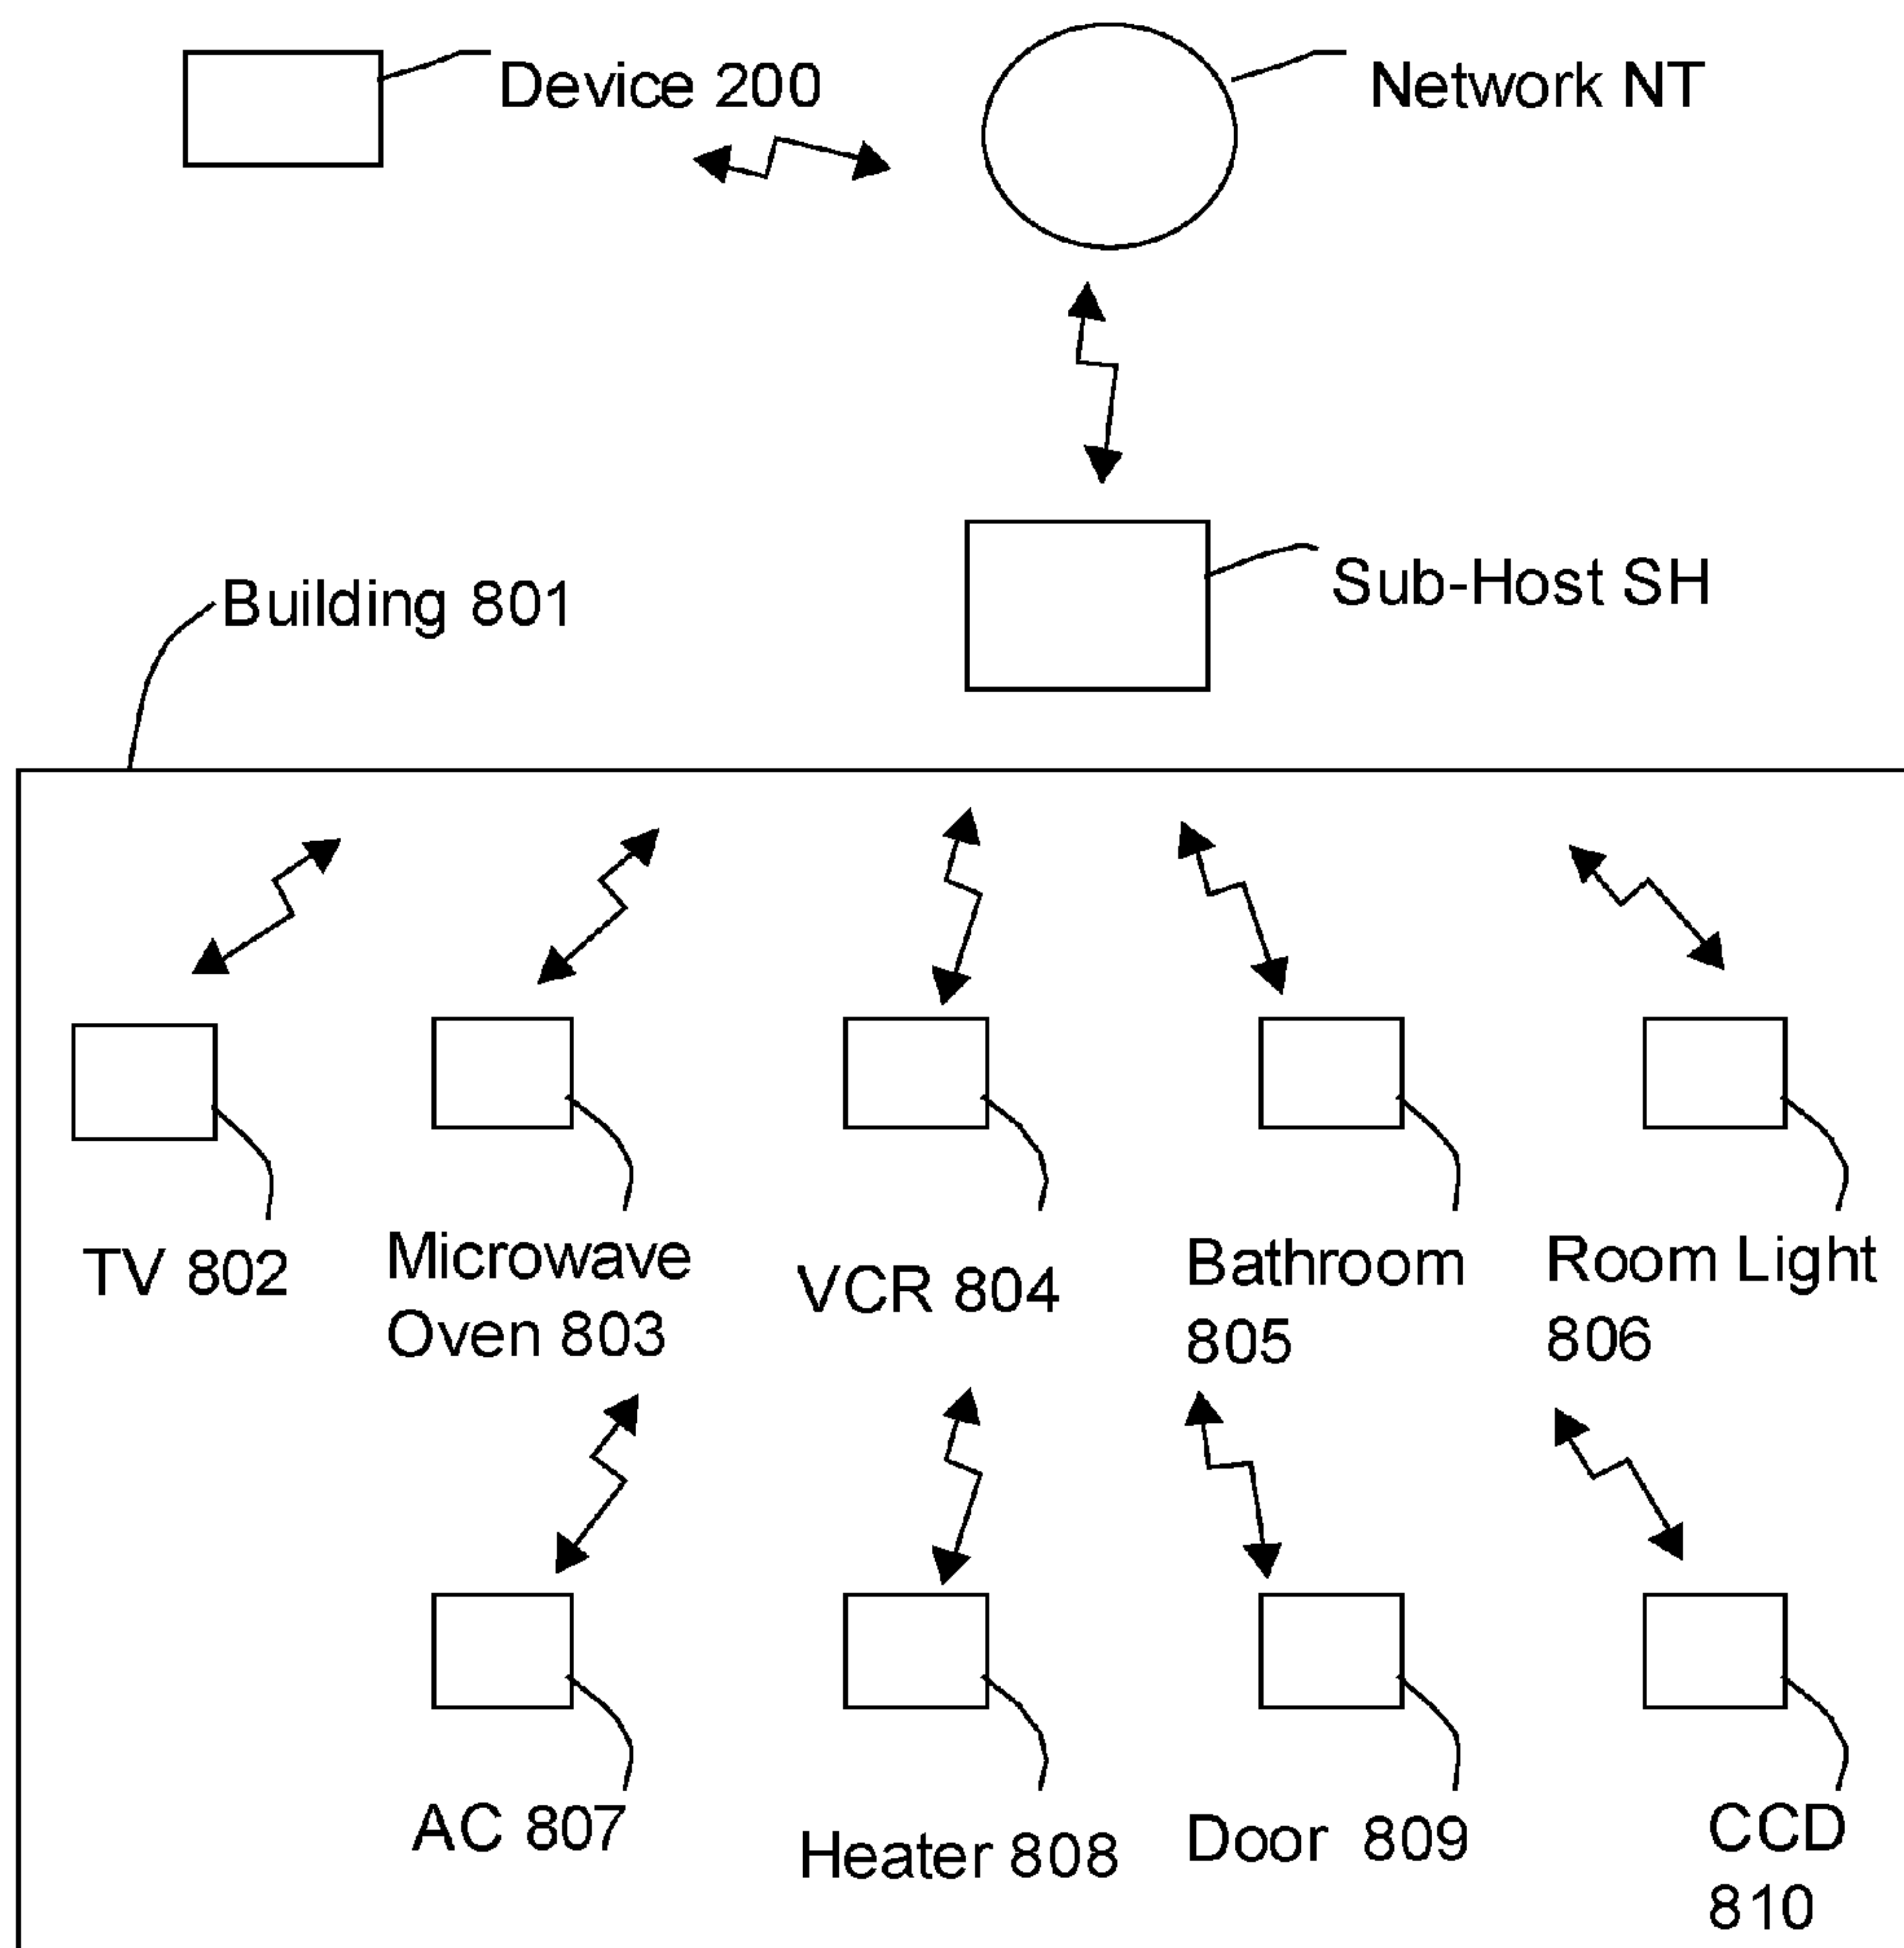 Device 200
Network NT
Sub-Host SH
Building 801
TV 802
Microwave
Oven 803
VCR 804
Bathroom
805
Room Light
806
AC 807
Heater 808
Door 809
CCD
810